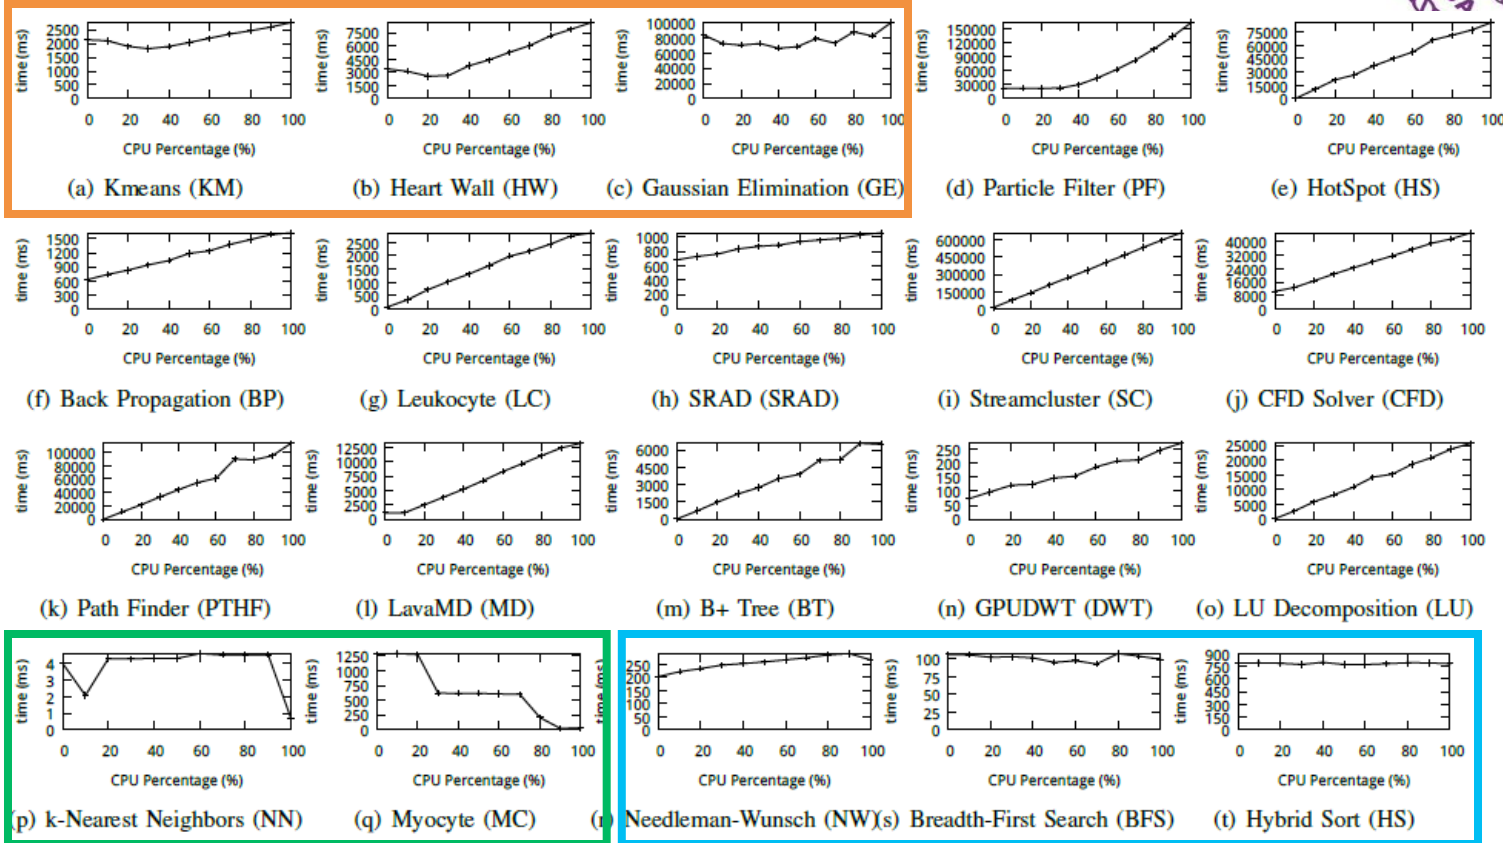 time (ms) 2500 2000 1500 1000 500 0
0 20 40 60 80 100
CPU Percentage (%)
(a) Kmeans (KM)
time (ms) 7500 6000 4500 3000 1500 0
0 20 40 60 80 100
CPU Percentage (%)
(b) Heart Wall (HW)
time (ms) 100000 80000 60000 40000 20000 0
0 20 40 60 80 100
CPU Percentage (%)
(c) Gaussian Elimination (GE)
time (ms) 150000 120000 90000 60000 30000 0
0 20 40 60 80 100
CPU Percentage (%)
(d) Particle Filter (PF)
time (ms) 75000 60000 45000 30000 15000 0
0 20 40 60 80 100
CPU Percentage (%)
(e) HotSpot (HS)
time (ms) 1500 1200 900 600 300 0
0 20 40 60 80 100
CPU Percentage (%)
(f) Back Propagation (BP)
time (ms) 2500 2000 1500 1000 500 0
0 20 40 60 80 100
CPU Percentage (%)
(g) Leukocyte (LC)
time (ms) 1000 800 600 400 200 0
0 20 40 60 80 100
CPU Percentage (%)
(h) SRAD (SRAD)
time (ms) 600000 450000 300000 150000 0
0 20 40 60 80 100
CPU Percentage (%)
(i) Streamcluster (SC)
time (ms) 40000 32000 24000 16000 8000 0
0 20 40 60 80 100
CPU Percentage (%)
(j) CFD Solver (CFD)
time (ms) 100000 80000 60000 40000 20000 0
0 20 40 60 80 100
CPU Percentage (%)
(k) Path Finder (PTHF)
time (ms) 12500 10000 7500 5000 2500 0
0 20 40 60 80 100
CPU Percentage (%)
(l) LavaMD (MD)
time (ms) 6000 4500 3000 1500 0
0 20 40 60 80 100
CPU Percentage (%)
(m) B+ Tree (BT)
time (ms) 250 200 150 100 50 0
0 20 40 60 80 100
CPU Percentage (%)
(n) GPUDWT (DWT)
time (ms) 25000 20000 15000 10000 5000 0
0 20 40 60 80 100
CPU Percentage (%)
(o) LU Decomposition (LU)
time (ms) 4 3 2 1 0
0 20 40 60 80 100
CPU Percentage (%)
(p) k-Nearest Neighbors (NN)
time (ms) 1250 1000 750 500 250 0
0 20 40 60 80 100
CPU Percentage (%)
(q) Myocyte (MC)
250 200 150 100 50 0
0 20 40 60 80 100
CPU Percentage (%)
Needleman-Wunsch (NW)
time (ms) 100 75 50 25 0
0 20 40 60 80 100
CPU Percentage (%)
(s) Breadth-First Search (BFS)
time (ms) 900 750 600 450 300 150 0
0 20 40 60 80 100
CPU Percentage (%)
(t) Hybrid Sort (HS)